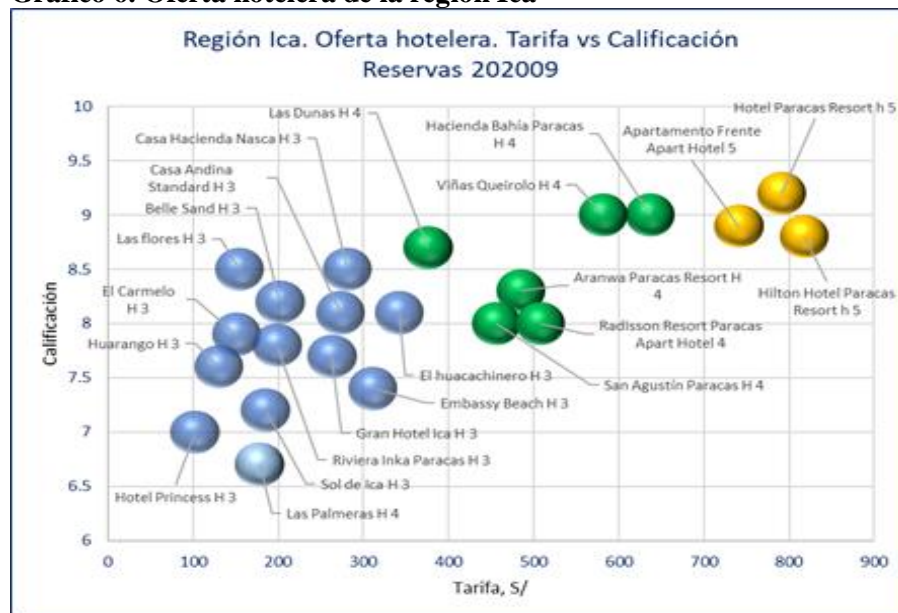 Gráfico 6: Oferta hotelera de la región Ica
Región Ica. Oferta hotelera. Tarifa vs Calificación
Reservas 202009
Las Dunas H 4
Hacienda Bahía Paracas
H 4
Hotel Paracas Resort h 5
Apartamento Frente
Apart Hotel 5
Casa Hacienda Nasca H 3
Casa Andina
Standard H 3
Viñas Queirolo H 4
Belle Sand H 3
Las flores H 3
El Carmelo
H 3
Huarango H 3
Aranwa Paracas Resort H
4
Hilton Hotel Paracas
Resort h 5
Radisson Resort Paracas
Apart Hotel 4
El huacachinero H 3
San Agustín Paracas H 4
Embassy Beach H 3
Gran Hotel Ica H 3
Riviera Inka Paracas H 3
Sol de Ica H 3
Hotel Princess H 3
Las Palmeras H 4
Calificación
10
9.5
9
8.5
8
7.5
7
6.5
6
0 100 200 300 400 500 600 700 800 900
Tarifa, S/